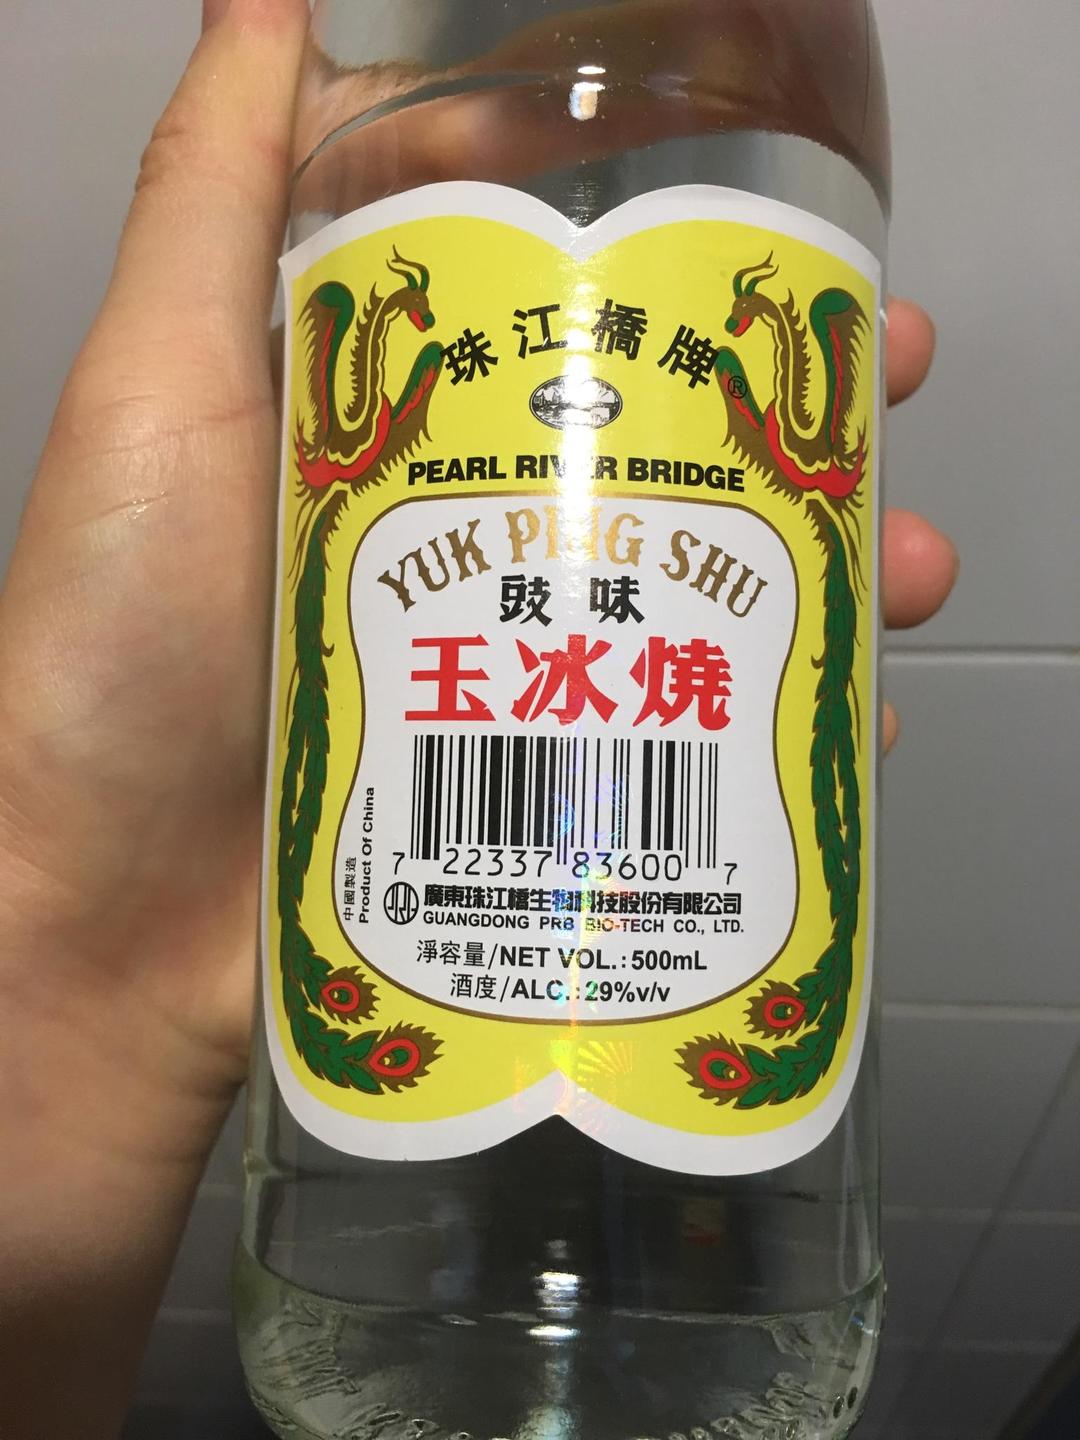 珠江橋牌®
PEARL RIVER BRIDGE
YUK PING SHU
豉味
玉冰燒
7 22337 83600 7
中國製造
Product Of China
廣東珠江橋生物科技股份有限公司
GUANGDONG PRB BIO-TECH CO., LTD.
淨容量/NET VOL.: 500mL
酒度/ALC.: 29%v/v